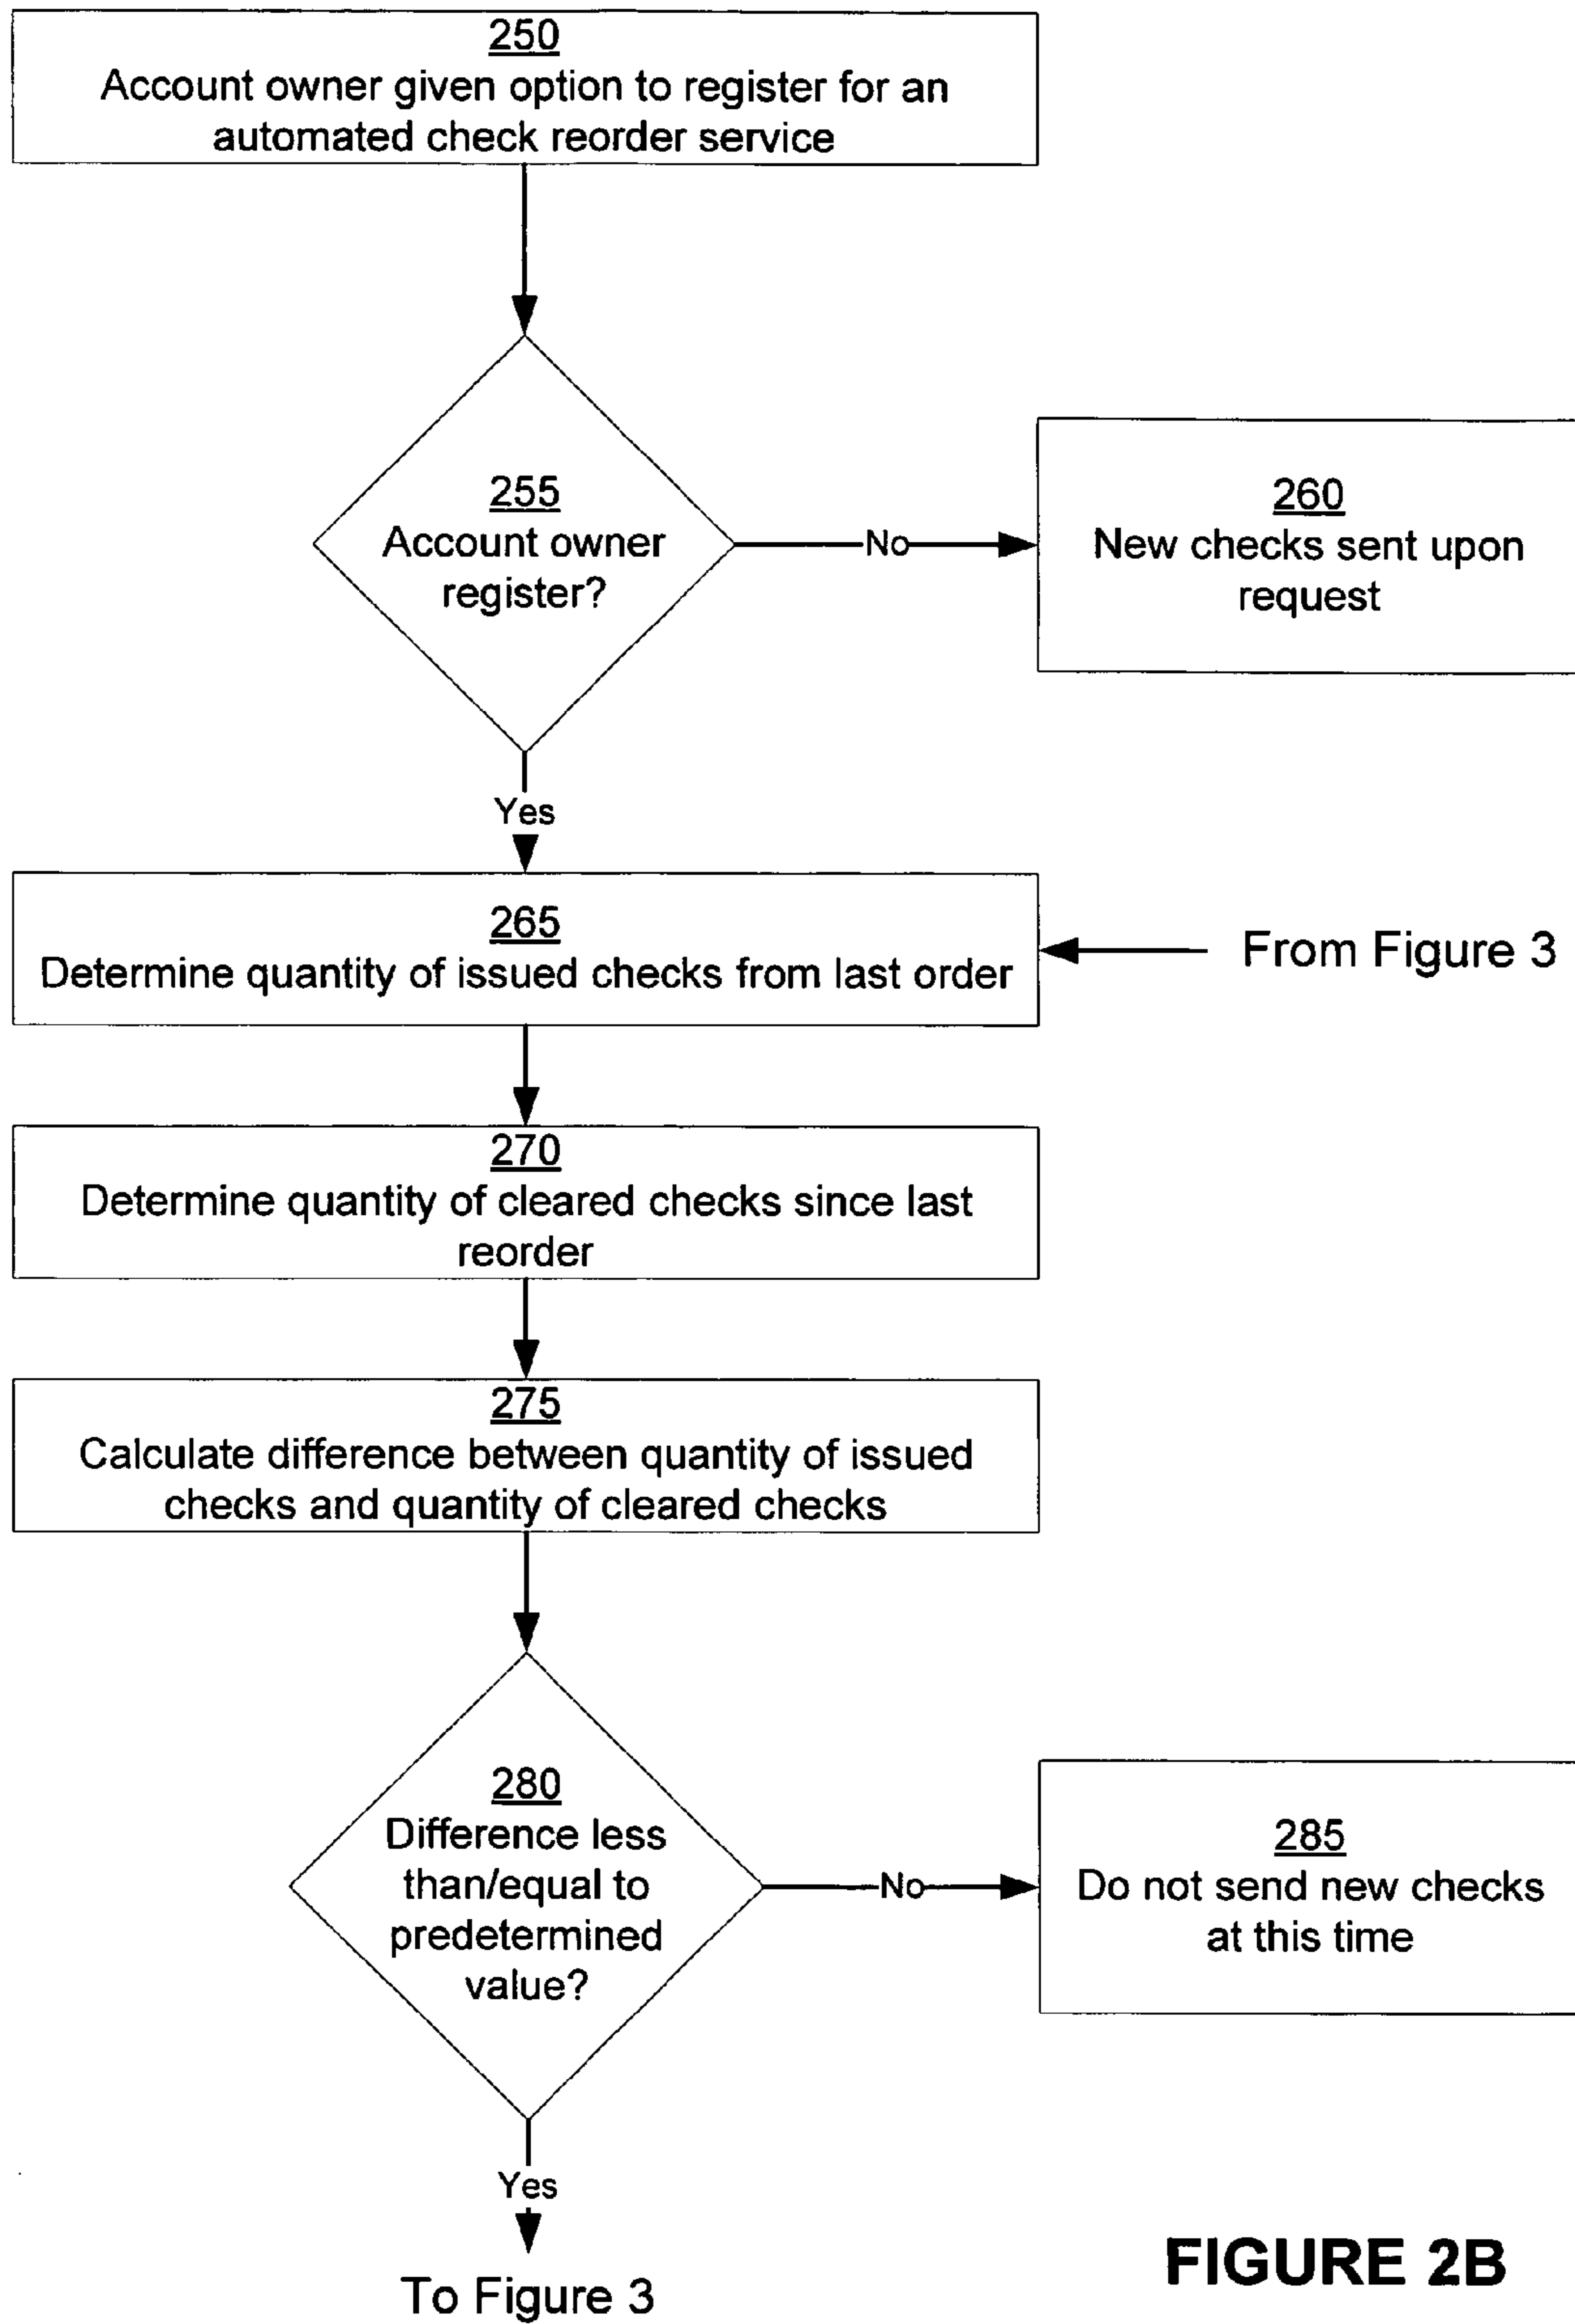 250
Account owner given option to register for an
automated check reorder service
255
Account owner
register?
No
260
New checks sent upon
request
Yes
265
Determine quantity of issued checks from last order
From Figure 3
270
Determine quantity of cleared checks since last
reorder
275
Calculate difference between quantity of issued
checks and quantity of cleared checks
280
Difference less
than/equal to
predetermined
value?
No
285
Do not send new checks
at this time
Yes
To Figure 3
FIGURE 2B